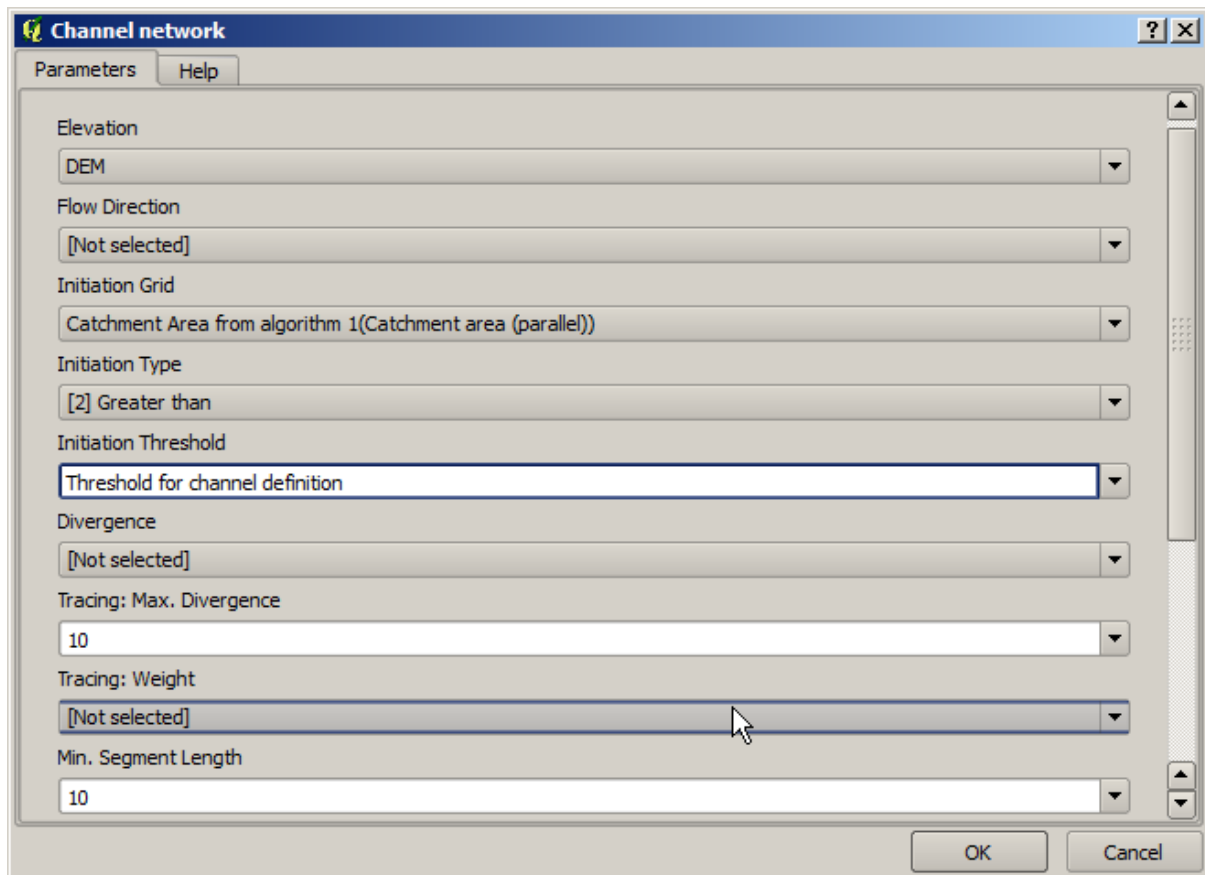 Channel network
Parameters Help
Elevation
DEM
Flow Direction
[Not selected]
Initiation Grid
Catchment Area from algorithm 1(Catchment area (parallel))
Initiation Type
[2] Greater than
Initiation Threshold
Threshold for channel definition
Divergence
[Not selected]
Tracing: Max. Divergence
10
Tracing: Weight
[Not selected]
Min. Segment Length
10
OK Cancel